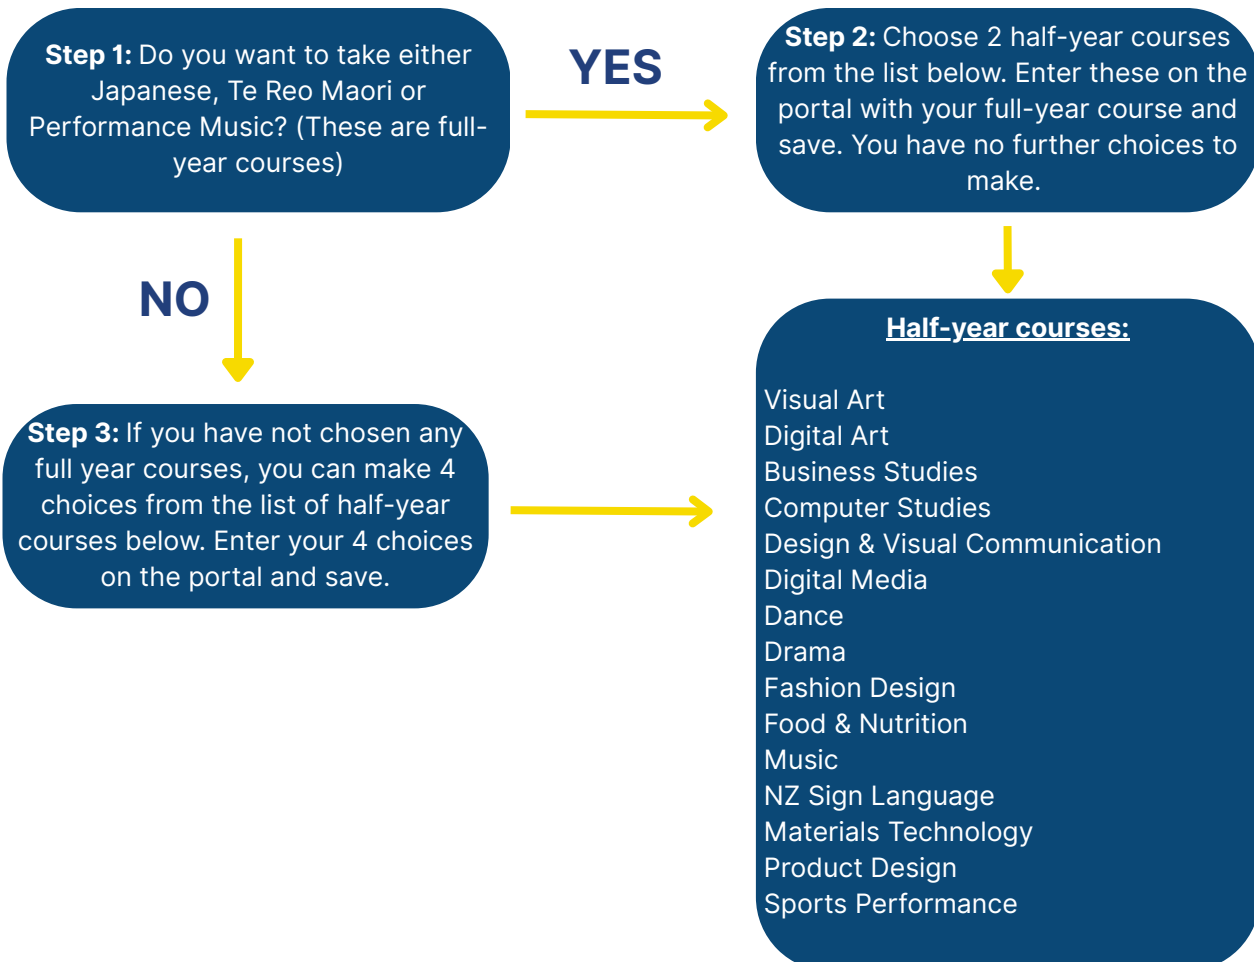 Step 1: Do you want to take either
Japanese, Te Reo Maori or
Performance Music? (These are full-
year courses)
YES
Step 2: Choose 2 half-year courses
from the list below. Enter these on the
portal with your full-year course and
save. You have no further choices to
make.
NO
Step 3: If you have not chosen any
full year courses, you can make 4
choices from the list of half-year
courses below. Enter your 4 choices
on the portal and save.
Half-year courses:
Visual Art
Digital Art
Business Studies
Computer Studies
Design & Visual Communication
Digital Media
Dance
Drama
Fashion Design
Food & Nutrition
Music
NZ Sign Language
Materials Technology
Product Design
Sports Performance